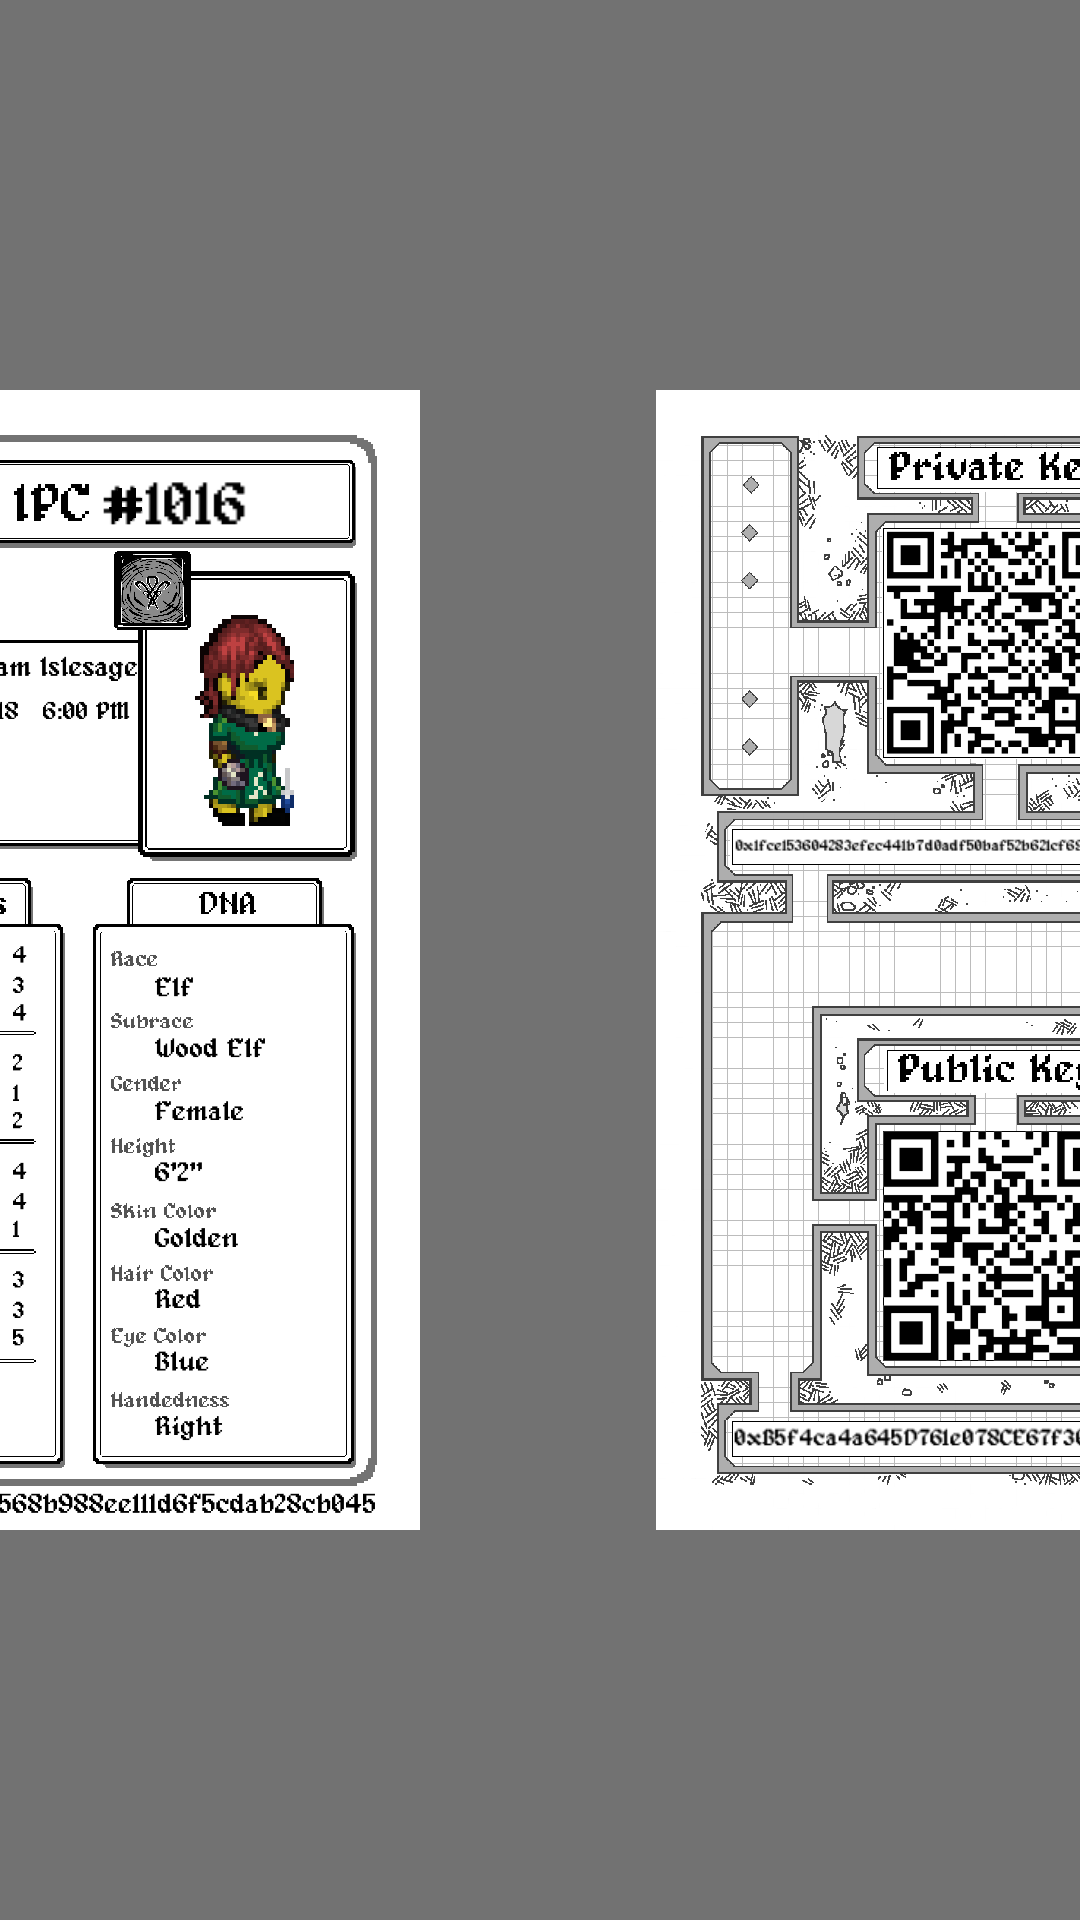 IPC #1016
am Islesage
18 6:00 PM
s
4
3
4
2
1
2
4
4
1
3
3
5
DNA
Race
Elf
Subrace
Wood Elf
Gender
Female
Height
6'2"
Skin Color
Golden
Hair Color
Red
Eye Color
Blue
Handedness
Right
568b988ee111d6f5cdab28cb045
Private Ke
0x1fce153604283efec441b7d0adf50baf52b621cf6
Public Key
0xB5f4ca4a645D761e078CE67f3